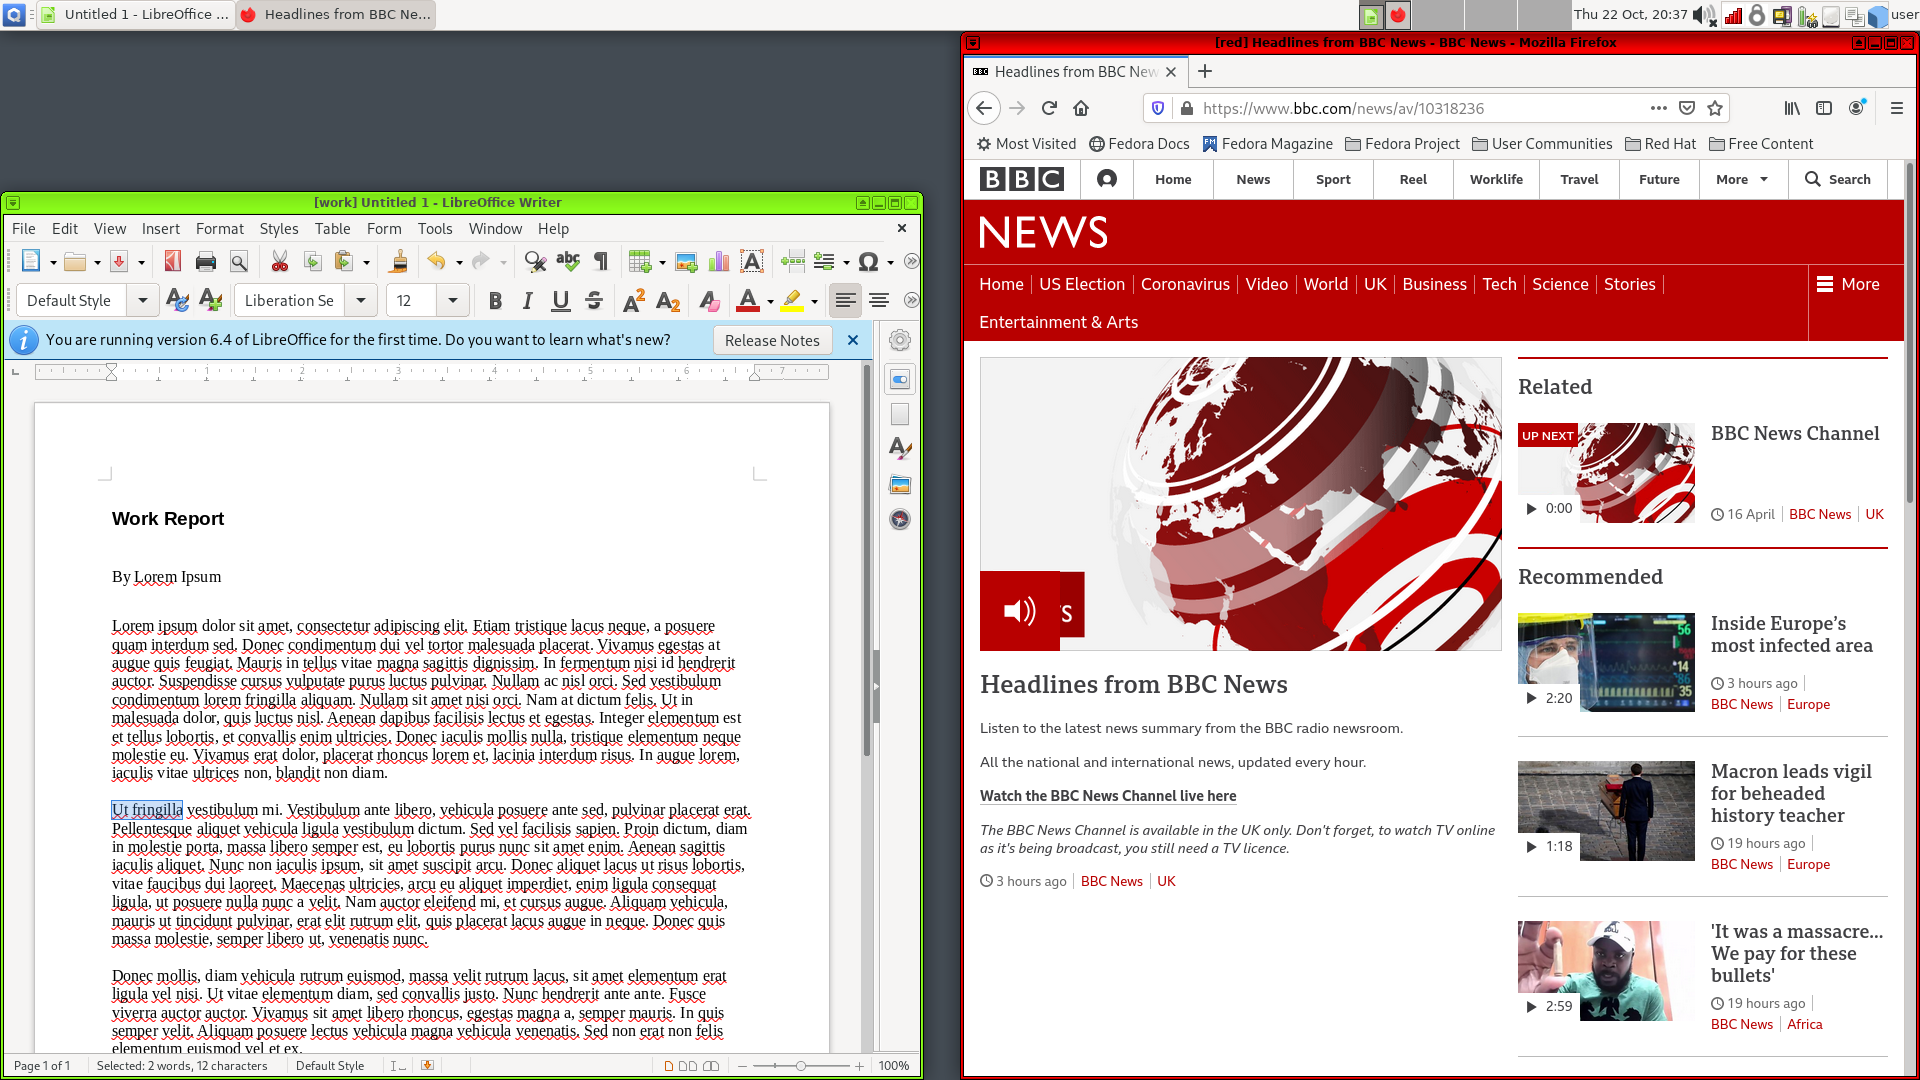 Untitled 1 - LibreOffice ...
Headlines from BBC Ne...
Thu 22 Oct, 20:37
user
[work] Untitled 1 - LibreOffice Writer
File Edit View Insert Format Styles Table Form Tools Window Help
Default Style
Liberation Se
12
You are running version 6.4 of LibreOffice for the first time. Do you want to learn what's new?
Release Notes
1 2 3 4 5 6 7
Work Report
By Lorem Ipsum
Lorem ipsum dolor sit amet, consectetur adipiscing elit. Etiam tristique lacus neque, a posuere
quam interdum sed. Donec condimentum dui vel tortor malesuada placerat. Vivamus egestas at
augue quis feugiat. Mauris in tellus vitae magna sagittis dignissim. In fermentum nisi id hendrerit
auctor. Suspendisse cursus vulputate purus luctus pulvinar. Nullam ac nisl orci. Sed vestibulum
condimentum lorem fringilla aliquam. Nullam sit amet nisi orci. Nam at dictum felis. Ut in
malesuada dolor, quis luctus nisl. Aenean dapibus facilisis lectus et egestas. Integer elementum est
et tellus lobortis, et convallis enim ultricies. Donec iaculis mollis nulla, tristique elementum neque
molestie eu. Vivamus erat dolor, placerat rhoncus lorem et, lacinia interdum risus. In augue lorem,
iaculis vitae ultrices non, blandit non diam.
Ut fringilla vestibulum mi. Vestibulum ante libero, vehicula posuere ante sed, pulvinar placerat erat.
Pellentesque aliquet vehicula ligula vestibulum dictum. Sed vel facilisis sapien. Proin dictum, diam
in molestie porta, massa libero semper est, eu lobortis purus nunc sit amet enim. Aenean sagittis
iaculis aliquet. Nunc non iaculis ipsum, sit amet suscipit arcu. Donec aliquet lacus ut risus lobortis,
vitae faucibus dui laoreet. Maecenas ultricies, arcu eu aliquet imperdiet, enim ligula consequat
ligula, ut posuere nulla nunc a velit. Nam auctor eleifend mi, et cursus augue. Aliquam vehicula,
mauris ut tincidunt pulvinar, erat elit rutrum elit, quis placerat lacus augue in neque. Donec quis
massa molestie, semper libero ut, venenatis nunc.
Donec mollis, diam vehicula rutrum euismod, massa velit rutrum lacus, sit amet elementum erat
ligula vel nisi. Ut vitae elementum diam, sed convallis justo. Nunc hendrerit ante ante. Fusce
viverra auctor auctor. Vivamus sit amet libero rhoncus, egestas magna a, semper mauris. In quis
semper velit. Aliquam posuere lectus vehicula magna vehicula venenatis. Sed non erat non felis
elementum euismod vel et ex.
Page 1 of 1
Selected: 2 words, 12 characters
Default Style
100%
[red] Headlines from BBC News - BBC News - Mozilla Firefox
BBC Headlines from BBC New
https://www.bbc.com/news/av/10318236
Most Visited Fedora Docs Fedora Magazine Fedora Project User Communities Red Hat Free Content
BBC Home News Sport Reel Worklife Travel Future More Search
NEWS
Home US Election Coronavirus Video World UK Business Tech Science Stories More
Entertainment & Arts
Headlines from BBC News
Listen to the latest news summary from the BBC radio newsroom.
All the national and international news, updated every hour.
Watch the BBC News Channel live here
The BBC News Channel is available in the UK only. Don't forget, to watch TV online
as it's being broadcast, you still need a TV licence.
3 hours ago BBC News UK
Related
UP NEXT
BBC News Channel
0:00
16 April BBC News UK
Recommended
Inside Europe's
most infected area
3 hours ago
BBC News Europe
2:20
56
14
86
35
Macron leads vigil
for beheaded
history teacher
19 hours ago
BBC News Europe
1:18
'It was a massacre...
We pay for these
bullets'
19 hours ago
BBC News Africa
2:59